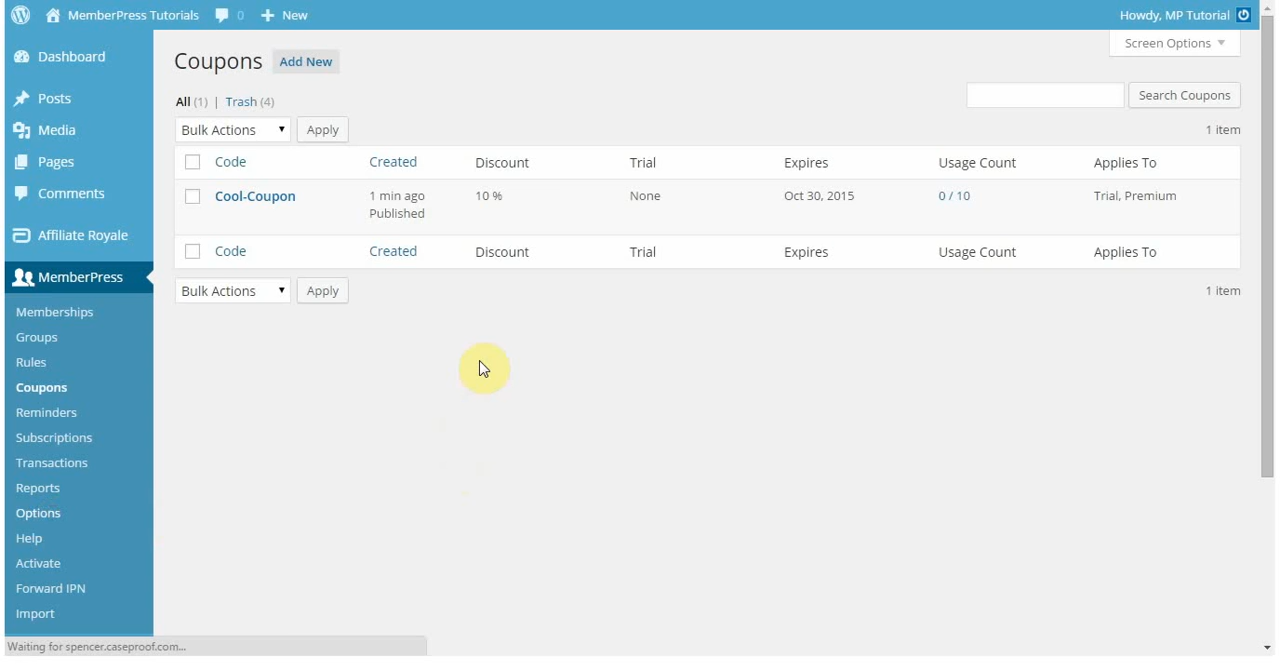 MemberPress Tutorials 0 New Howdy, MP Tutorial
Screen Options
Dashboard
Posts
Media
Pages
Comments
Affiliate Royale
MemberPress
Memberships
Groups
Rules
Coupons
Reminders
Subscriptions
Transactions
Reports
Options
Help
Activate
Forward IPN
Import
Coupons Add New
All (1) | Trash (4)
Search Coupons
Bulk Actions Apply 1 item
Code Created Discount Trial Expires Usage Count Applies To
Cool-Coupon 1 min ago 10 % None Oct 30, 2015 0 / 10 Trial, Premium
Published
Code Created Discount Trial Expires Usage Count Applies To
Bulk Actions Apply 1 item
Waiting for spencer.caseproof.com...